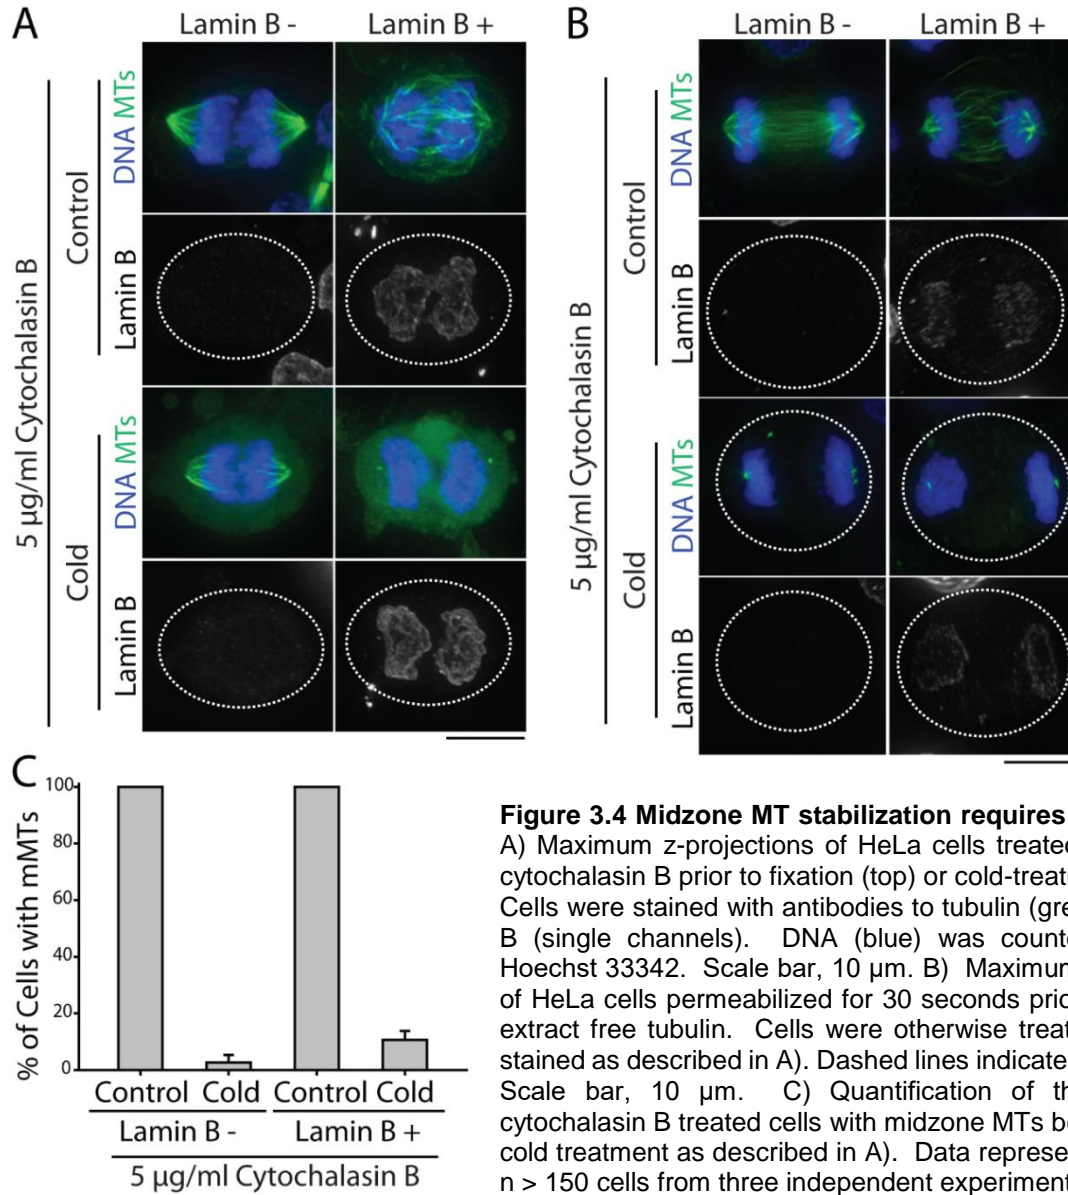 A
Lamin B -
Lamin B +
5 µg/ml Cytochalasin B
Control
Cold
DNA MTs
Lamin B
DNA MTs
Lamin B
B
Lamin B -
Lamin B +
5 µg/ml Cytochalasin B
Control
Cold
DNA MTs
Lamin B
DNA MTs
Lamin B
C
% of Cells with mMTs
100
80
60
40
20
0
Control Cold Control Cold
Lamin B - Lamin B +
5 µg/ml Cytochalasin B
Figure 3.4 Midzone MT stabilization requires
A) Maximum z-projections of HeLa cells treated
cytochalasin B prior to fixation (top) or cold-treatm
Cells were stained with antibodies to tubulin (gre
B (single channels). DNA (blue) was counte
Hoechst 33342. Scale bar, 10 µm. B) Maximum
of HeLa cells permeabilized for 30 seconds prio
extract free tubulin. Cells were otherwise treat
stained as described in A). Dashed lines indicate
Scale bar, 10 µm. C) Quantification of th
cytochalasin B treated cells with midzone MTs be
cold treatment as described in A). Data represe
n > 150 cells from three independent experiment